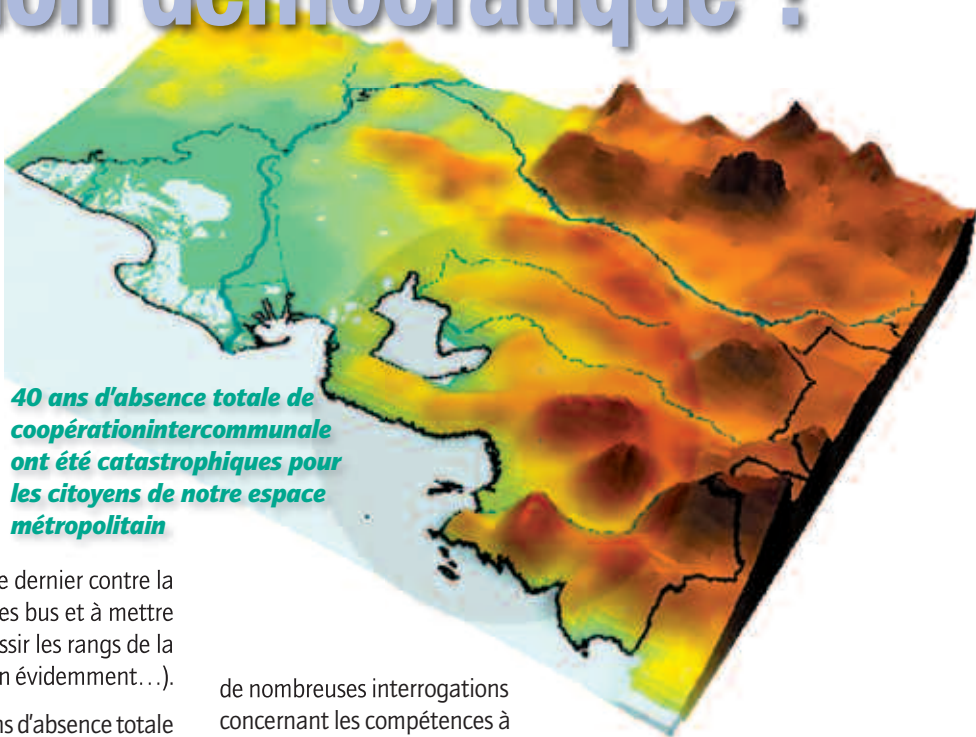 ion démocratique ?
40 ans d'absence totale de
coopérationintercommunale
ont été catastrophiques pour
les citoyens de notre espace
métropolitain
e dernier contre la
es bus et à mettre
ssir les rangs de la
n évidemment…).
ns d'absence totale
de nombreuses interrogations
concernant les compétences à